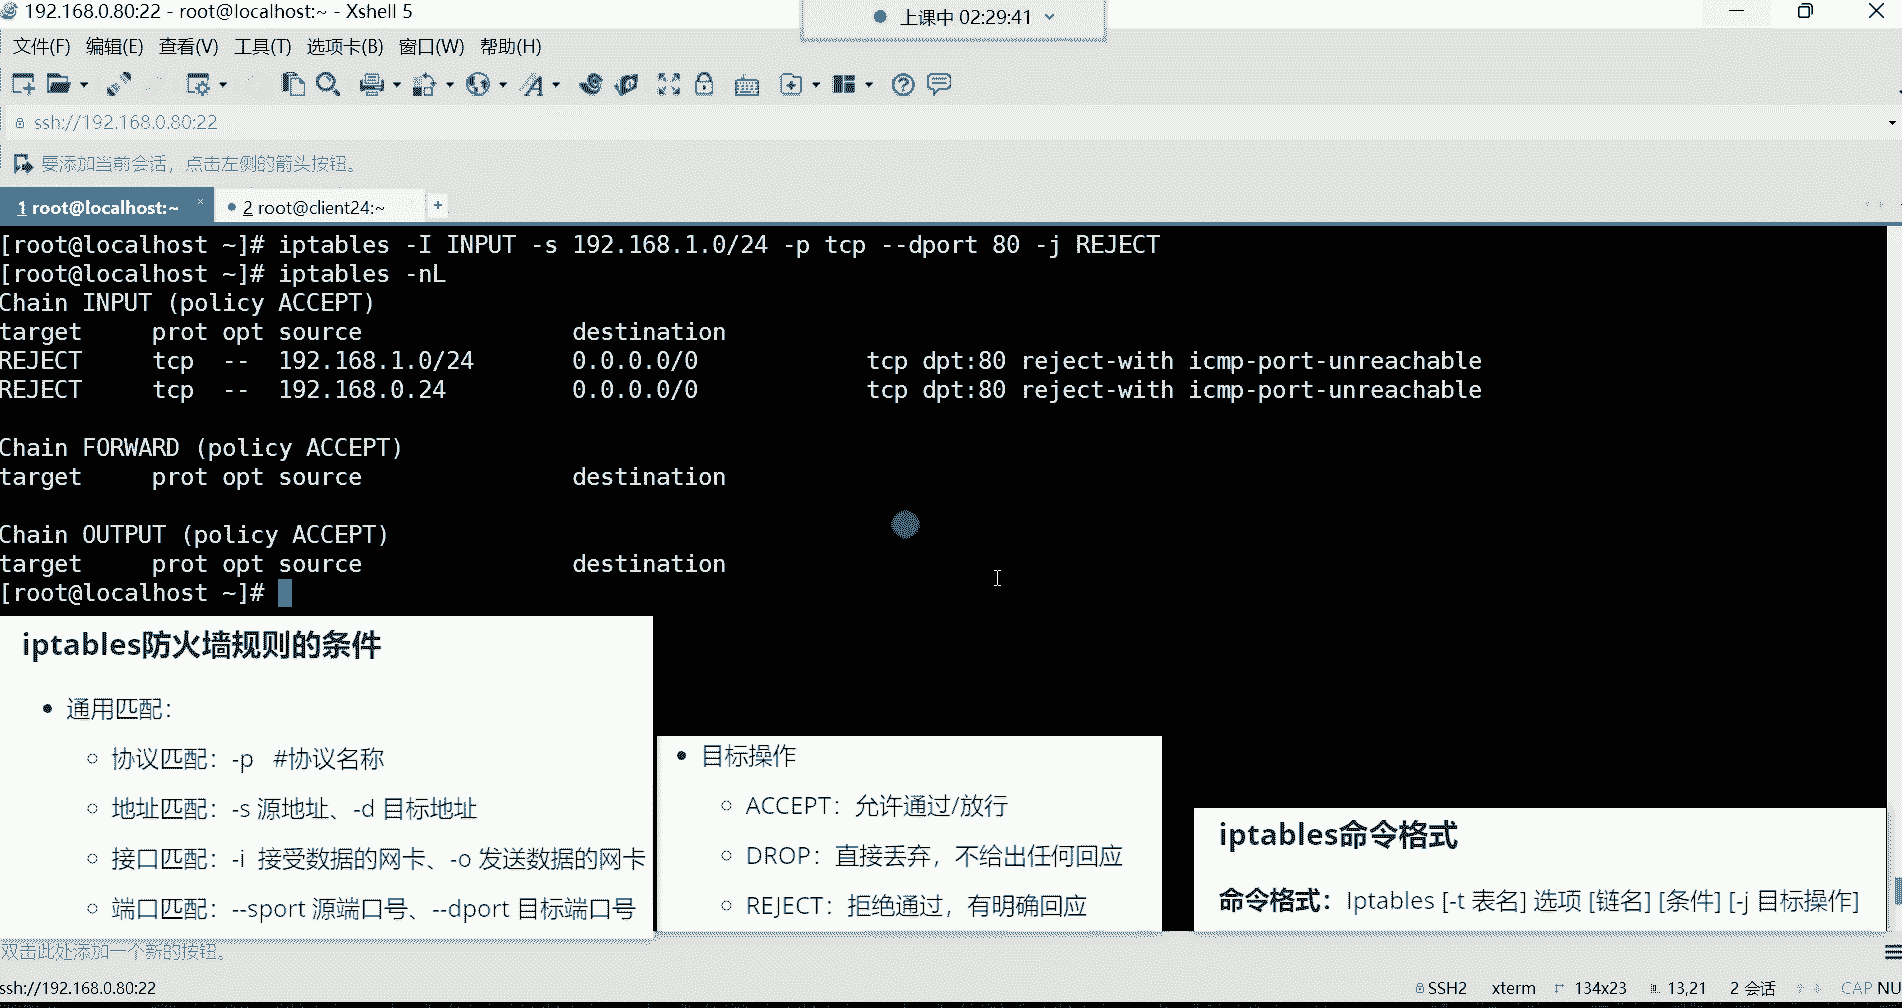 192.168.0.80:22 - root@localhost:~ - Xshell 5
上课中 02:29:41
文件(F) 编辑(E) 查看(V) 工具(T) 选项卡(B) 窗口(W) 帮助(H)
ssh://192.168.0.80:22
要添加当前会话，点击左侧的箭头按钮。
1 root@localhost:~ × 2 root@client24:~ +
[root@localhost ~]# iptables -I INPUT -s 192.168.1.0/24 -p tcp --dport 80 -j REJECT
[root@localhost ~]# iptables -nL
Chain INPUT (policy ACCEPT)
target     prot opt source               destination
REJECT     tcp  --  192.168.1.0/24       0.0.0.0/0            tcp dpt:80 reject-with icmp-port-unreachable
REJECT     tcp  --  192.168.0.24         0.0.0.0/0            tcp dpt:80 reject-with icmp-port-unreachable
Chain FORWARD (policy ACCEPT)
target     prot opt source               destination
Chain OUTPUT (policy ACCEPT)
target     prot opt source               destination
[root@localhost ~]#
iptables防火墙规则的条件
• 通用匹配：
○ 协议匹配：-p #协议名称
○ 地址匹配：-s 源地址、-d 目标地址
○ 接口匹配：-i 接受数据的网卡、-o 发送数据的网卡
○ 端口匹配：--sport 源端口号、--dport 目标端口号
• 目标操作
○ ACCEPT：允许通过/放行
○ DROP：直接丢弃，不给出任何回应
○ REJECT：拒绝通过，有明确回应
iptables命令格式
命令格式：Iptables [-t 表名] 选项 [链名] [条件] [-j 目标操作]
双击此处添加一个新的按钮。
ssh://192.168.0.80:22 SSH2 xterm 134x23 13,21 2 会话 CAP NU